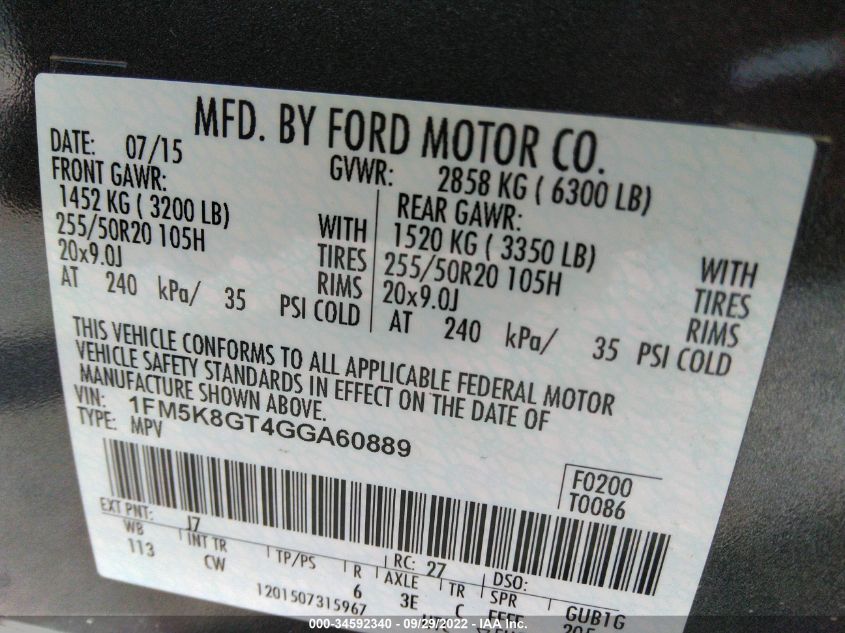 MFD. BY FORD MOTOR CO.
DATE: 07/15 GVWR: 2858 KG ( 6300 LB)
FRONT GAWR:
1452 KG ( 3200 LB) WITH
255/50R20 105H TIRES
20x9.0J RIMS
AT 240 kPa/ 35 PSI COLD
REAR GAWR:
1520 KG ( 3350 LB) WITH
255/50R20 105H TIRES
20x9.0J RIMS
AT 240 kPa/ 35 PSI COLD
THIS VEHICLE CONFORMS TO ALL APPLICABLE FEDERAL MOTOR
VEHICLE SAFETY STANDARDS IN EFFECT ON THE DATE OF
MANUFACTURE SHOWN ABOVE.
VIN: 1FM5K8GT4GGA60889
TYPE: MPV
F0200
T0086
EXT PNT: J7 RC: 27 DSO:
WB INT TR TP/PS R AXLE TR SPR
113 CW 6 3E C GUB1G
1201507315967
000-34592340 - 09/29/2022 - IAAI.COM